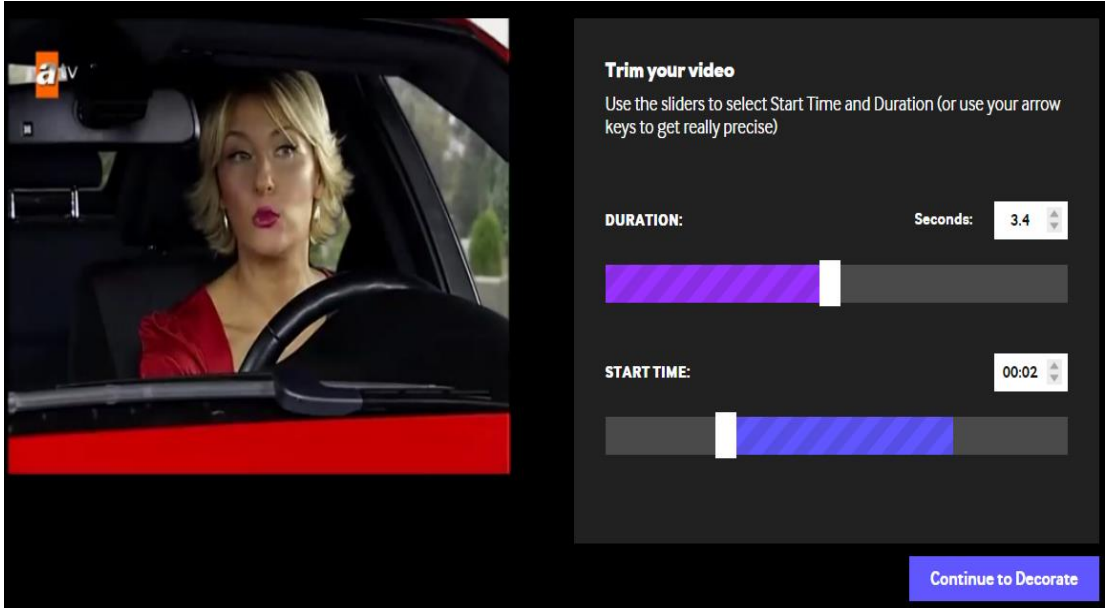 atv
Trim your video
Use the sliders to select Start Time and Duration (or use your arrow
keys to get really precise)
DURATION:
Seconds:
3.4
START TIME:
00:02
Continue to Decorate